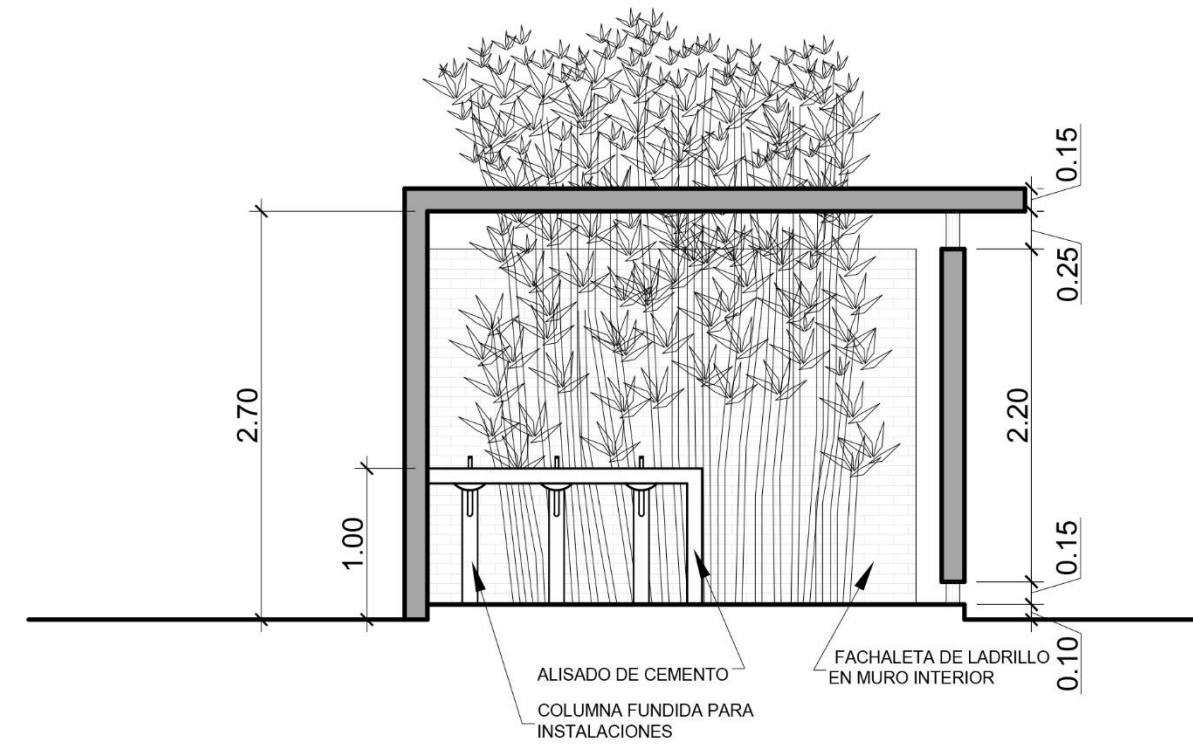 0.15
0.25
2.70
2.20
1.00
0.15
0.10
ALISADO DE CEMENTO
FACHALETA DE LADRILLO
EN MURO INTERIOR
COLUMNA FUNDIDA PARA
INSTALACIONES